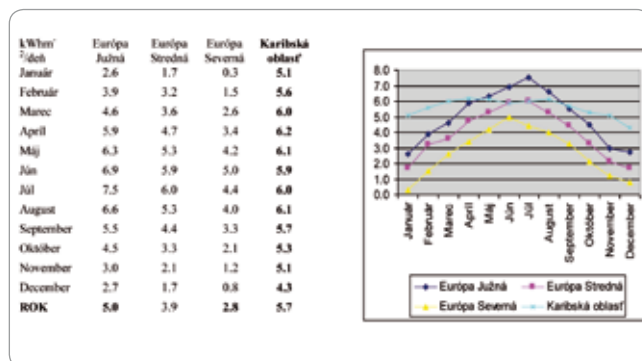 kWhm⁻ Európa Európa Európa Karibská
²/deň Južná Stredná Severná oblasť
Január 2.6 1.7 0.3 5.1
Február 3.9 3.2 1.5 5.6
Marec 4.6 3.6 2.6 6.0
Apríl 5.9 4.7 3.4 6.2
Máj 6.3 5.3 4.2 6.1
Jún 6.9 5.9 5.0 5.9
Júl 7.5 6.0 4.4 6.0
August 6.6 5.3 4.0 6.1
September 5.5 4.4 3.3 5.7
Október 4.5 3.3 2.1 5.3
November 3.0 2.1 1.2 5.1
December 2.7 1.7 0.8 4.3
ROK 5.0 3.9 2.8 5.7
8.0
7.0
6.0
5.0
4.0
3.0
2.0
1.0
0.0
Január
Február
Marec
Apríl
Máj
Jún
Júl
August
September
Október
November
December
Európa Južná Európa Stredná
Európa Severná Karibská oblasť